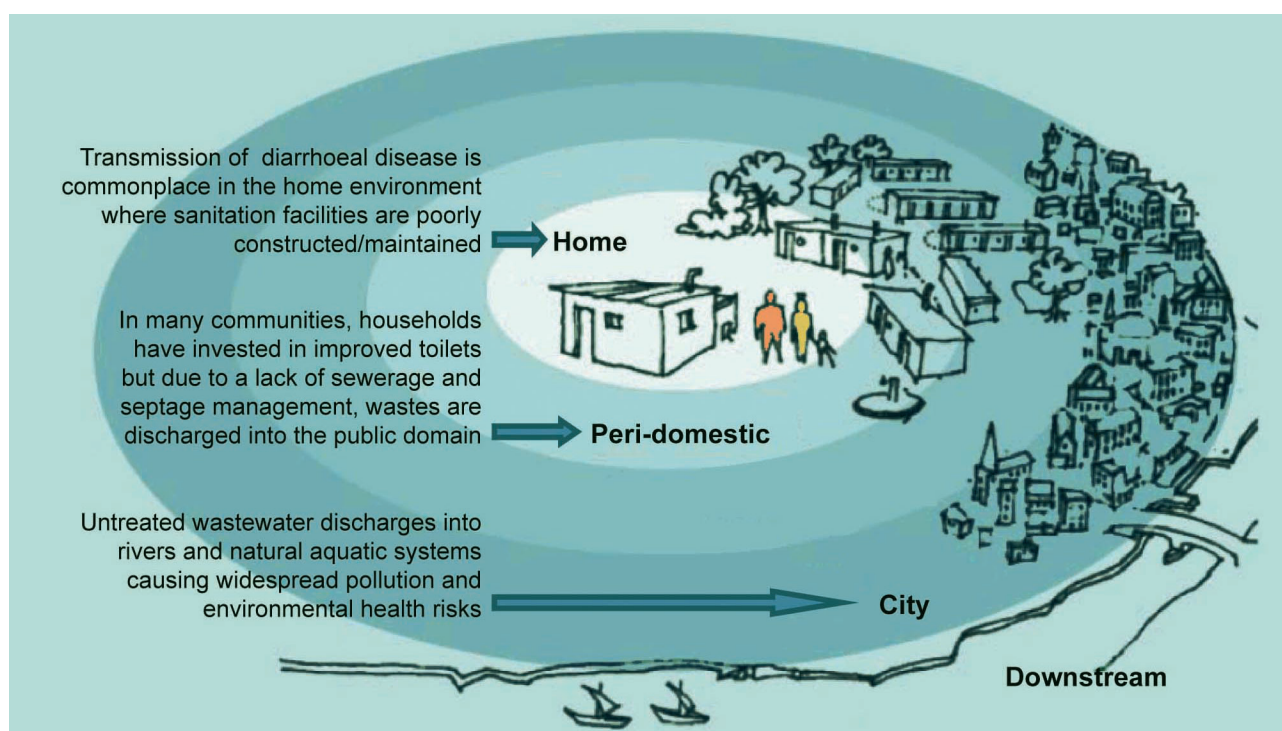 Transmission of diarrhoeal disease is
commonplace in the home environment
where sanitation facilities are poorly
constructed/maintained
Home
In many communities, households
have invested in improved toilets
but due to a lack of sewerage and
septage management, wastes are
discharged into the public domain
Peri-domestic
Untreated wastewater discharges into
rivers and natural aquatic systems
causing widespread pollution and
environmental health risks
City
Downstream